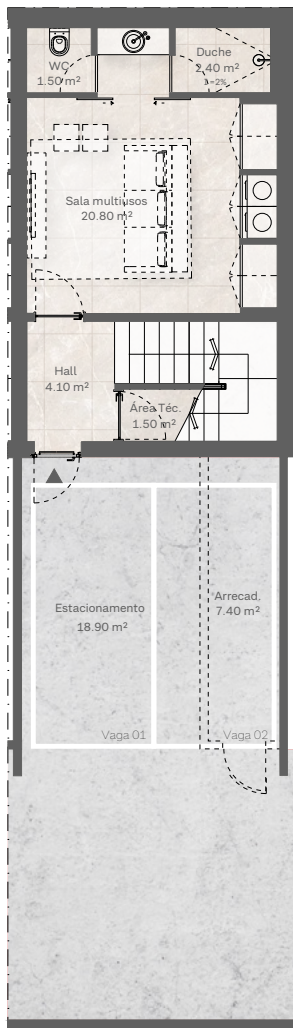 WC
1.50 m²
Duche
2.40 m²
i=2%
Sala multiusos
20.80 m²
Hall
4.10 m²
Área Téc.
1.50 m²
Estacionamento
18.90 m²
Arrecad.
7.40 m²
Vaga 01
Vaga 02